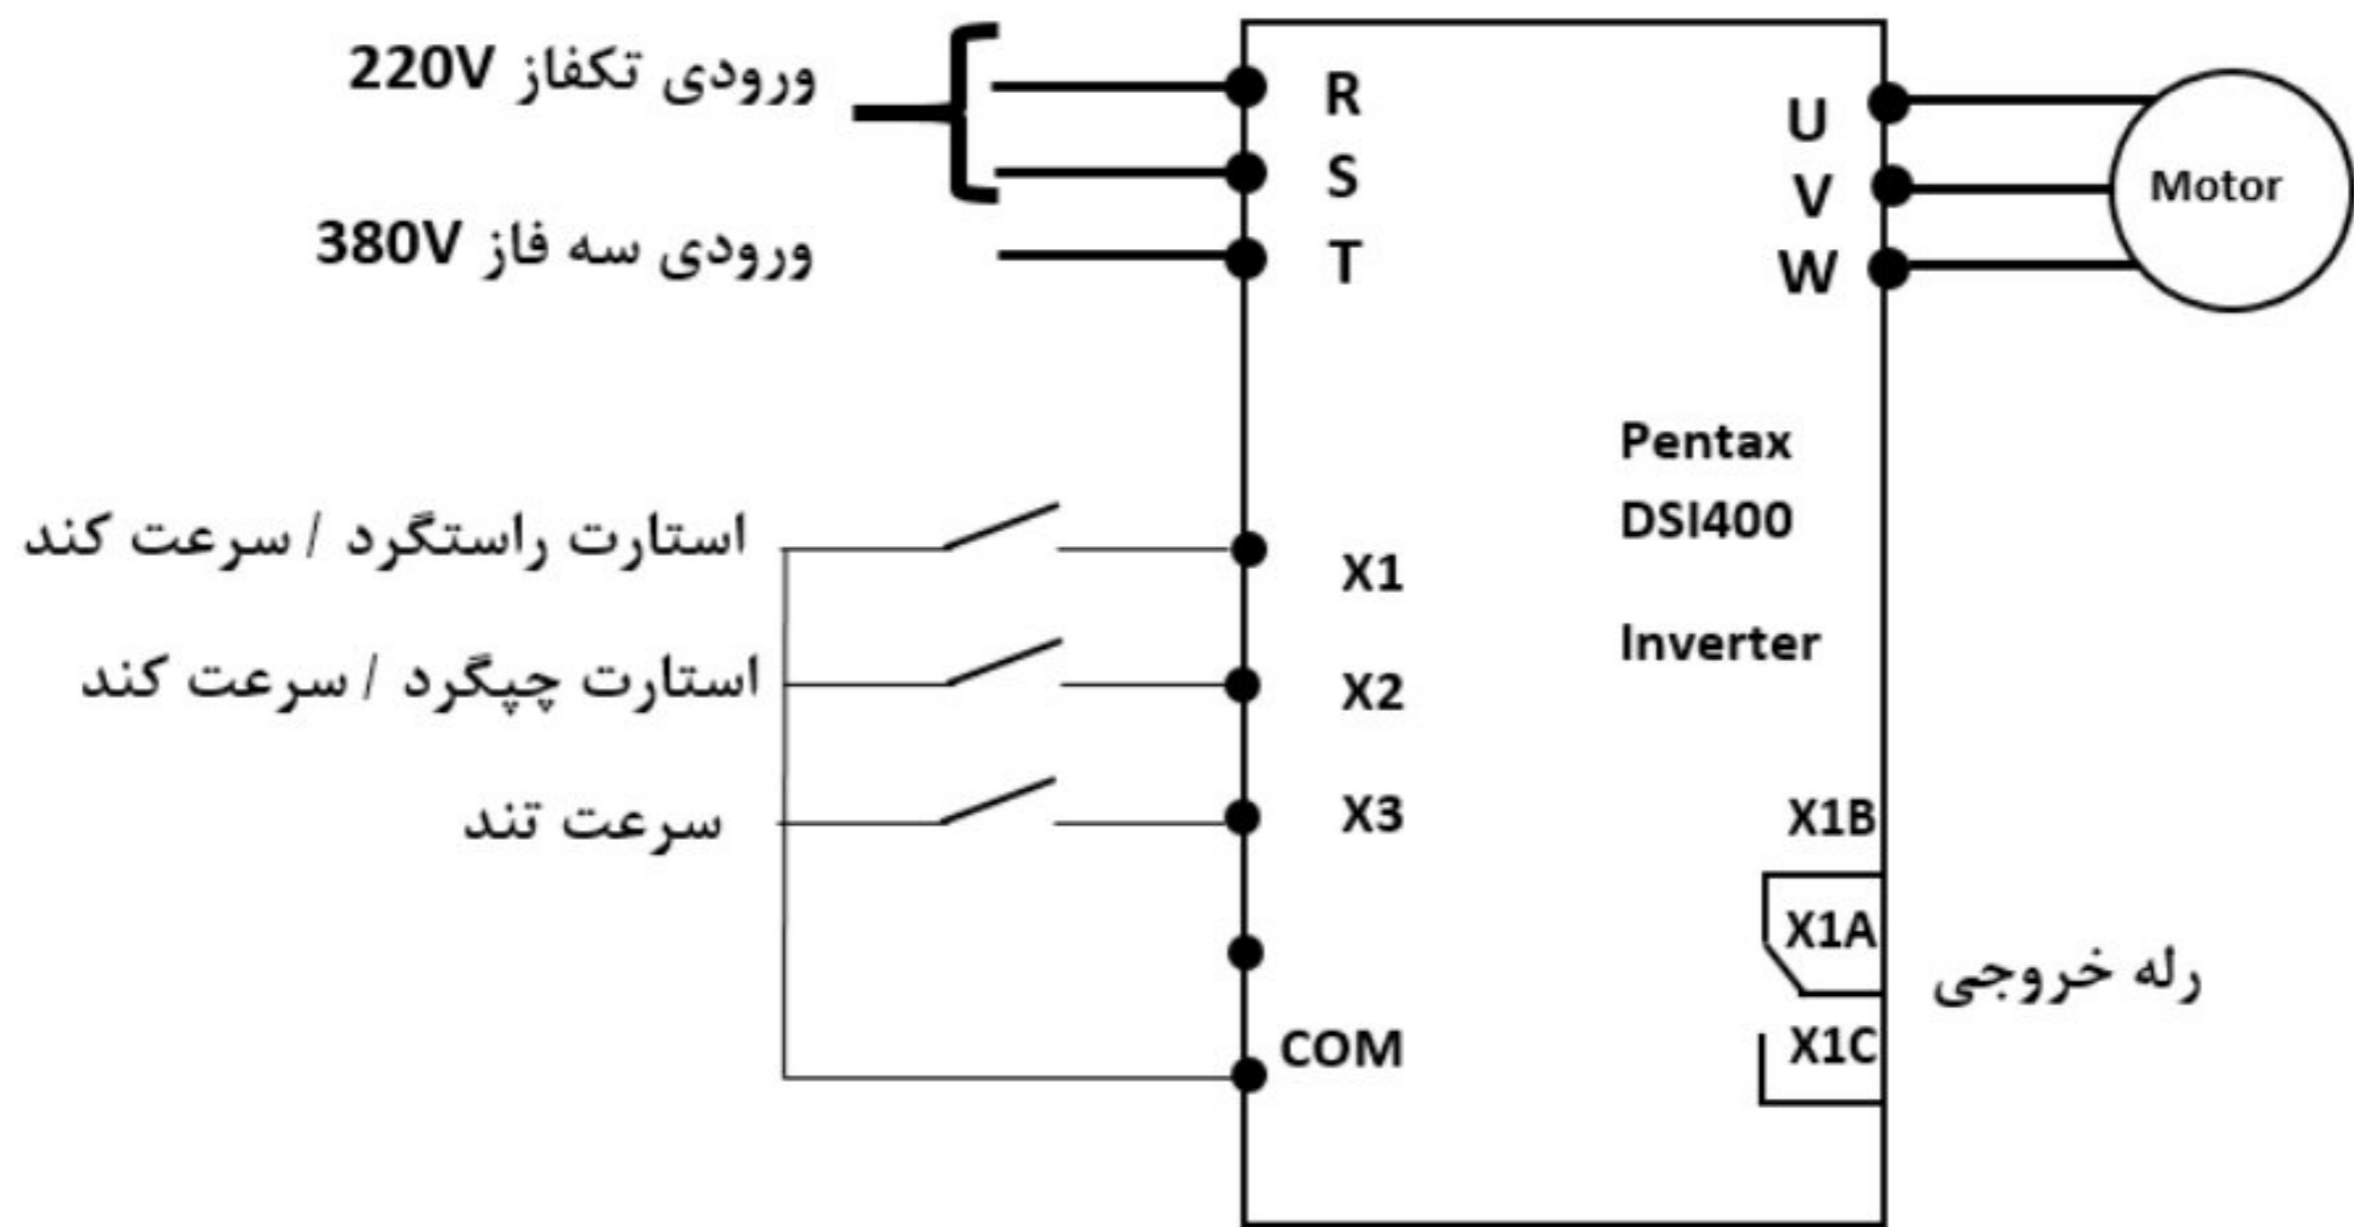 ورودی تکفاز 220V
ورودی سه فاز 380V
R
S
T
U
V
W
Motor
Pentax
DSI400
Inverter
استارت راستگرد / سرعت کند
X1
استارت چپگرد / سرعت کند
X2
سرعت تند
X3
COM
X1B
X1A
X1C
رله خروجی